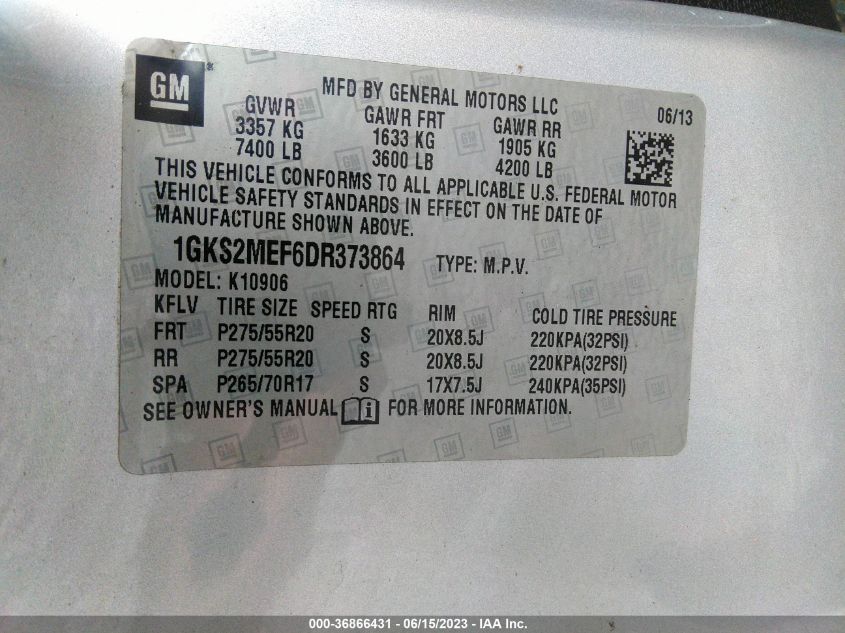 GM
MFD BY GENERAL MOTORS LLC
06/13
GVWR GAWR FRT GAWR RR
3357 KG 1633 KG 1905 KG
7400 LB 3600 LB 4200 LB
THIS VEHICLE CONFORMS TO ALL APPLICABLE U.S. FEDERAL MOTOR
VEHICLE SAFETY STANDARDS IN EFFECT ON THE DATE OF
MANUFACTURE SHOWN ABOVE.
1GKS2MEF6DR373864 TYPE: M.P.V.
MODEL: K10906
KFLV TIRE SIZE SPEED RTG RIM COLD TIRE PRESSURE
FRT P275/55R20 S 20X8.5J 220KPA(32PSI)
RR P275/55R20 S 20X8.5J 220KPA(32PSI)
SPA P265/70R17 S 17X7.5J 240KPA(35PSI)
SEE OWNER'S MANUAL i FOR MORE INFORMATION.
000-36866431 - 06/15/2023 - IAA Inc.